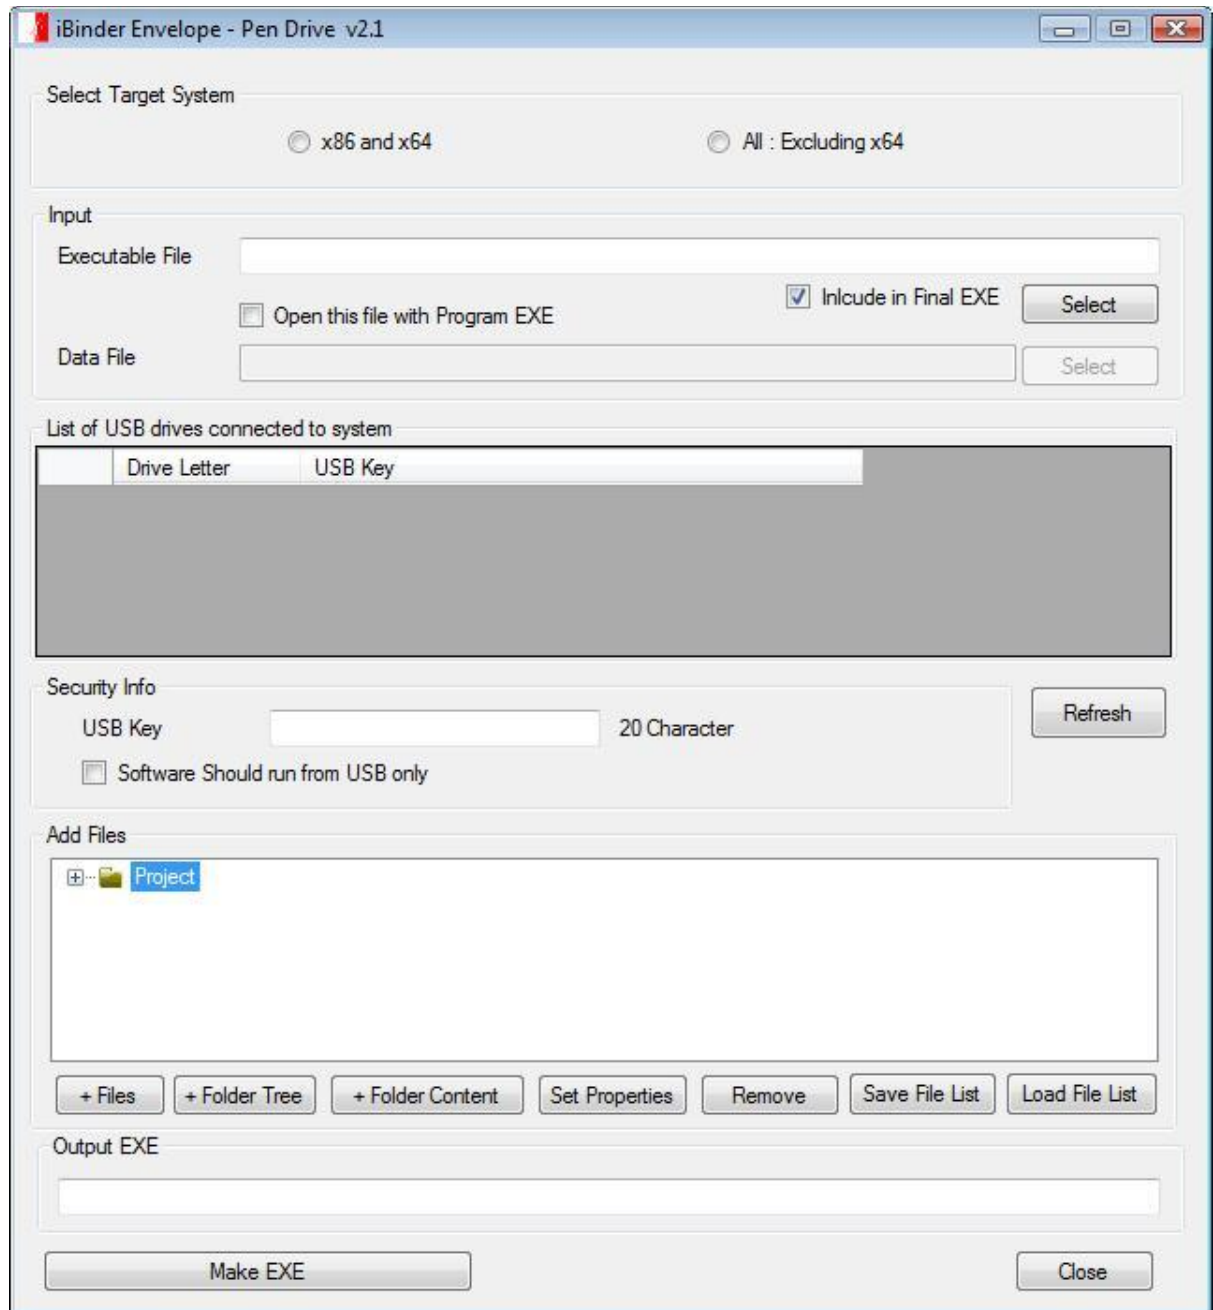 iBinder Envelope - Pen Drive v2.1
Select Target System
x86 and x64
All : Excluding x64
Input
Executable File
Inlcude in Final EXE
Select
Open this file with Program EXE
Data File
Select
List of USB drives connected to system
Drive Letter
USB Key
Security Info
Refresh
USB Key
20 Character
Software Should run from USB only
Add Files
Project
+ Files
+ Folder Tree
+ Folder Content
Set Properties
Remove
Save File List
Load File List
Output EXE
Make EXE
Close